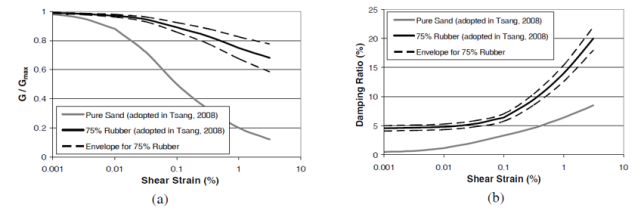 1
0.8
0.6
0.4
0.2
0
G / Gmax
Pure Sand (adopted in Tsang, 2008)
75% Rubber (adopted in Tsang, 2008)
Envelope for 75% Rubber
0.001 0.01 0.1 1 10
Shear Strain (%)
(a)
25
20
15
10
5
0
Damping Ratio (%)
Pure Sand (adopted in Tsang, 2008)
75% Rubber (adopted in Tsang, 2008)
Envelope for 75% Rubber
0.001 0.01 0.1 1 10
Shear Strain (%)
(b)